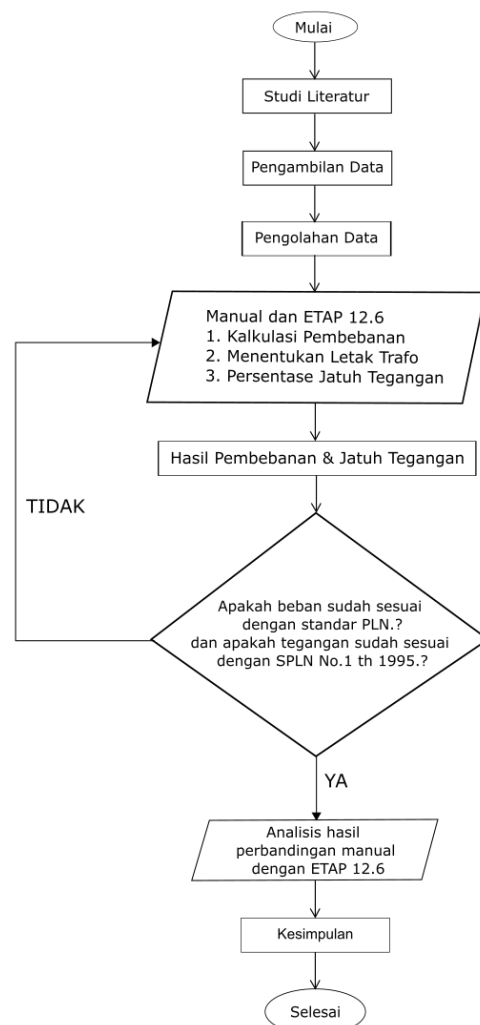 Mulai
Studi Literatur
Pengambilan Data
Pengolahan Data
Manual dan ETAP 12.6
1. Kalkulasi Pembebanan
2. Menentukan Letak Trafo
3. Persentase Jatuh Tegangan
Hasil Pembebanan & Jatuh Tegangan
TIDAK
Apakah beban sudah sesuai
dengan standar PLN.?
dan apakah tegangan sudah sesuai
dengan SPLN No.1 th 1995.?
YA
Analisis hasil
perbandingan manual
dengan ETAP 12.6
Kesimpulan
Selesai